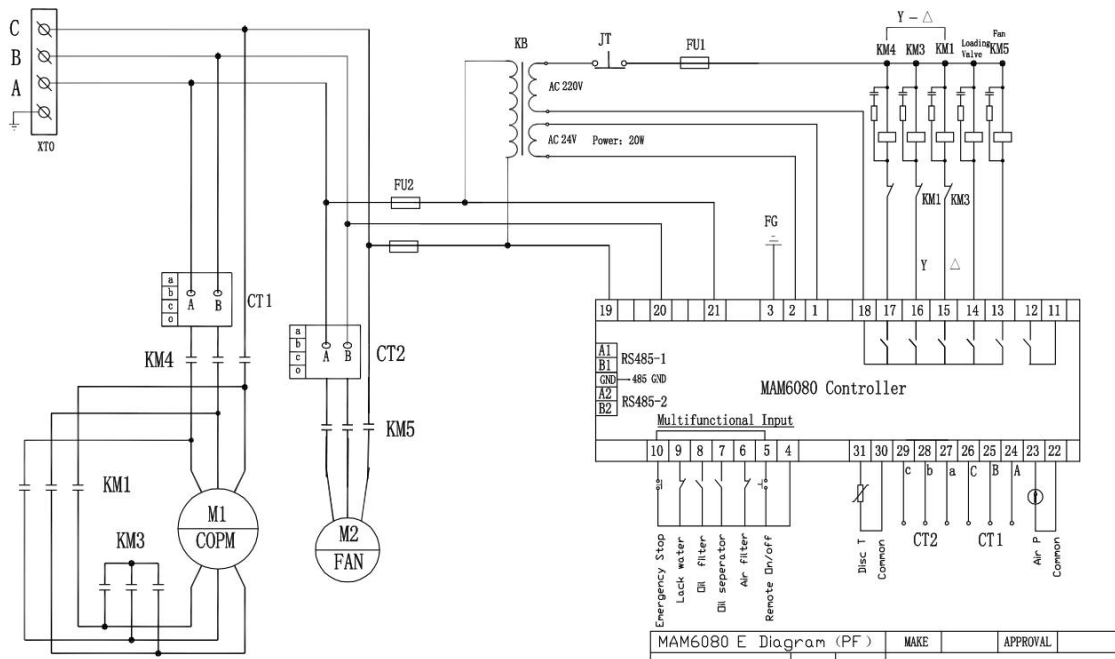 C
B
A
XT0
KB
JT
FU1
Y - △
KM4
KM3
KM1
Loading
Valve
Fan
KM5
AC 220V
AC 24V
Power: 20W
FU2
KM1
KM3
FG
Y
△
a
b
c
o
A
B
CT1
a
b
c
o
A
B
CT2
KM4
KM5
KM1
KM3
M1
COPM
M2
FAN
19
20
21
3
2
1
18
17
16
15
14
13
12
11
A1
B1
RS485-1
GND
485 GND
A2
B2
RS485-2
MAM6080 Controller
Multifunctional Input
10
9
8
7
6
5
4
31
30
29
28
27
26
25
24
23
22
c
b
a
C
B
A
CT2
CT1
Emergency Stop
Lack water
Oil filter
Oil seperator
Air filter
Remote On/off
Disc T
Common
Air P
Common
MAM6080 E Diagram (PF)
MAKE
APPROVAL